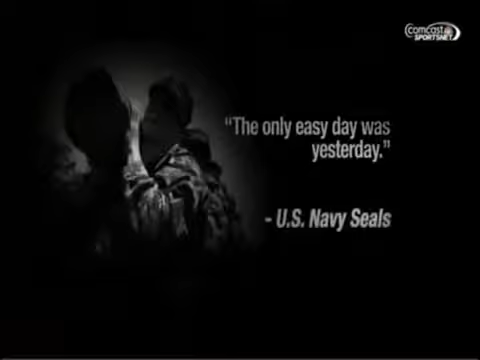 comcast
SPORTSNET
“The only easy day was
yesterday.”
- U.S. Navy Seals